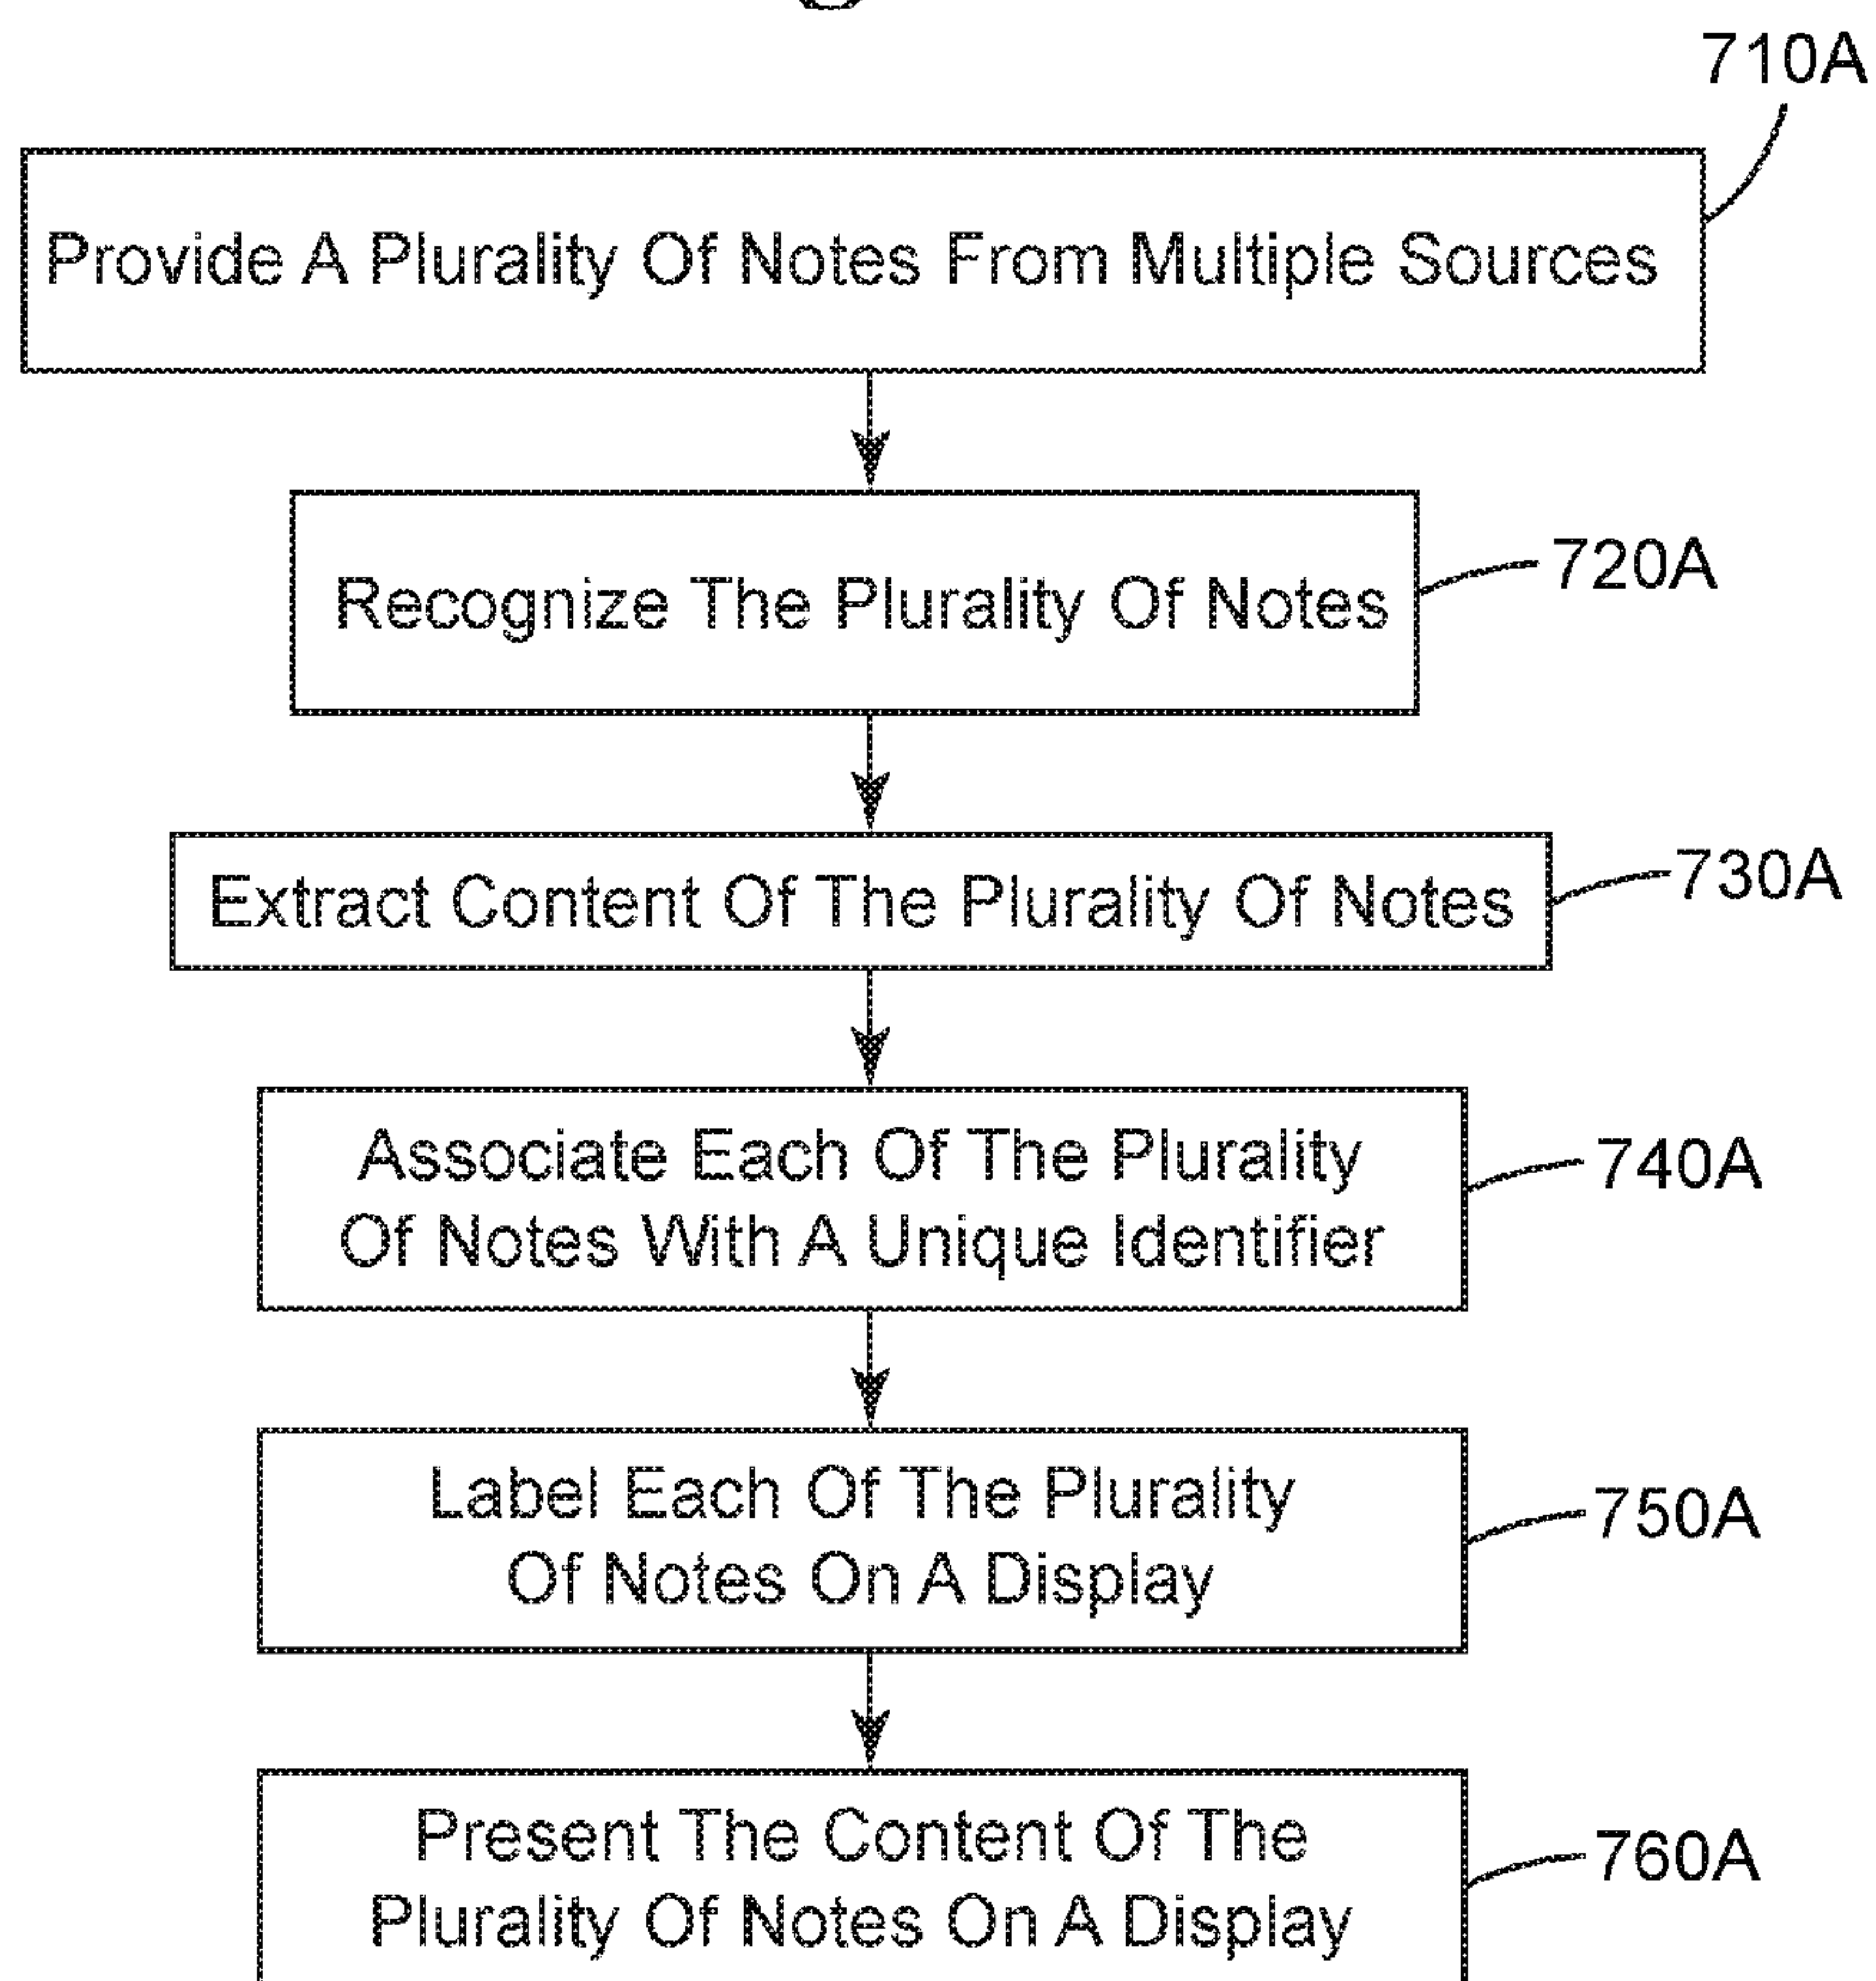 710A
Provide A Plurality Of Notes From Multiple Sources
Recognize The Plurality Of Notes
720A
Extract Content Of The Plurality Of Notes
730A
Associate Each Of The Plurality
Of Notes With A Unique Identifier
740A
Label Each Of The Plurality
Of Notes On A Display
750A
Present The Content Of The
Plurality Of Notes On A Display
760A